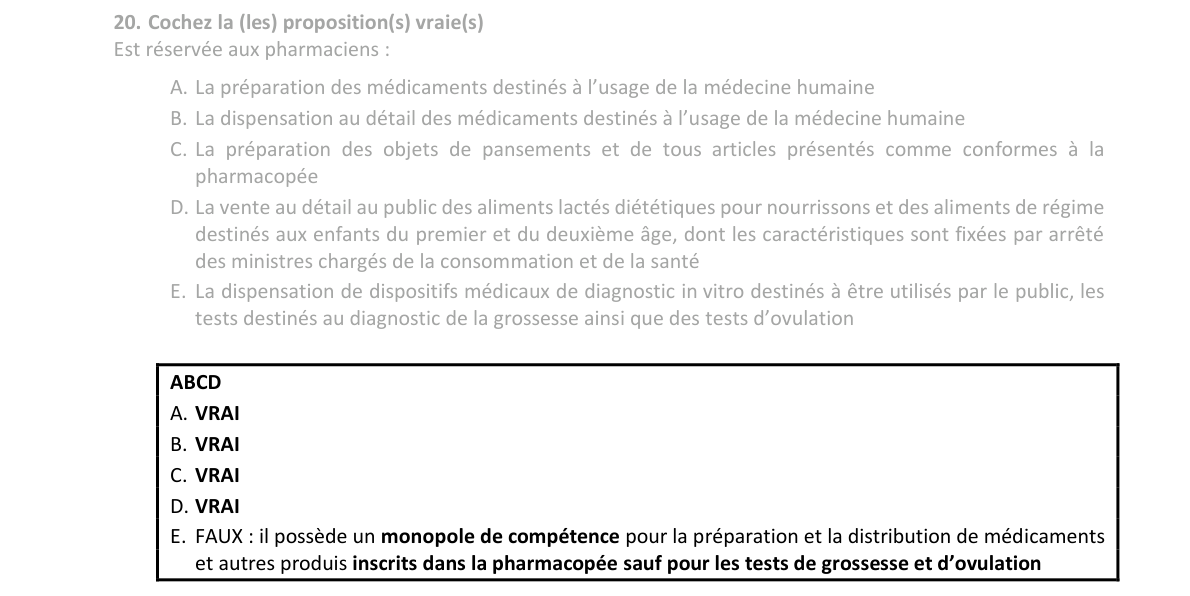 20. Cochez la (les) proposition(s) vraie(s)
Est réservée aux pharmaciens :
A. La préparation des médicaments destinés à l’usage de la médecine humaine
B. La dispensation au détail des médicaments destinés à l’usage de la médecine humaine
C. La préparation des objets de pansements et de tous articles présentés comme conformes à la
pharmacopée
D. La vente au détail au public des aliments lactés diététiques pour nourrissons et des aliments de régime
destinés aux enfants du premier et du deuxième âge, dont les caractéristiques sont fixées par arrêté
des ministres chargés de la consommation et de la santé
E. La dispensation de dispositifs médicaux de diagnostic in vitro destinés à être utilisés par le public, les
tests destinés au diagnostic de la grossesse ainsi que des tests d’ovulation
ABCD
A. VRAI
B. VRAI
C. VRAI
D. VRAI
E. FAUX : il possède un monopole de compétence pour la préparation et la distribution de médicaments
et autres produis inscrits dans la pharmacopée sauf pour les tests de grossesse et d’ovulation